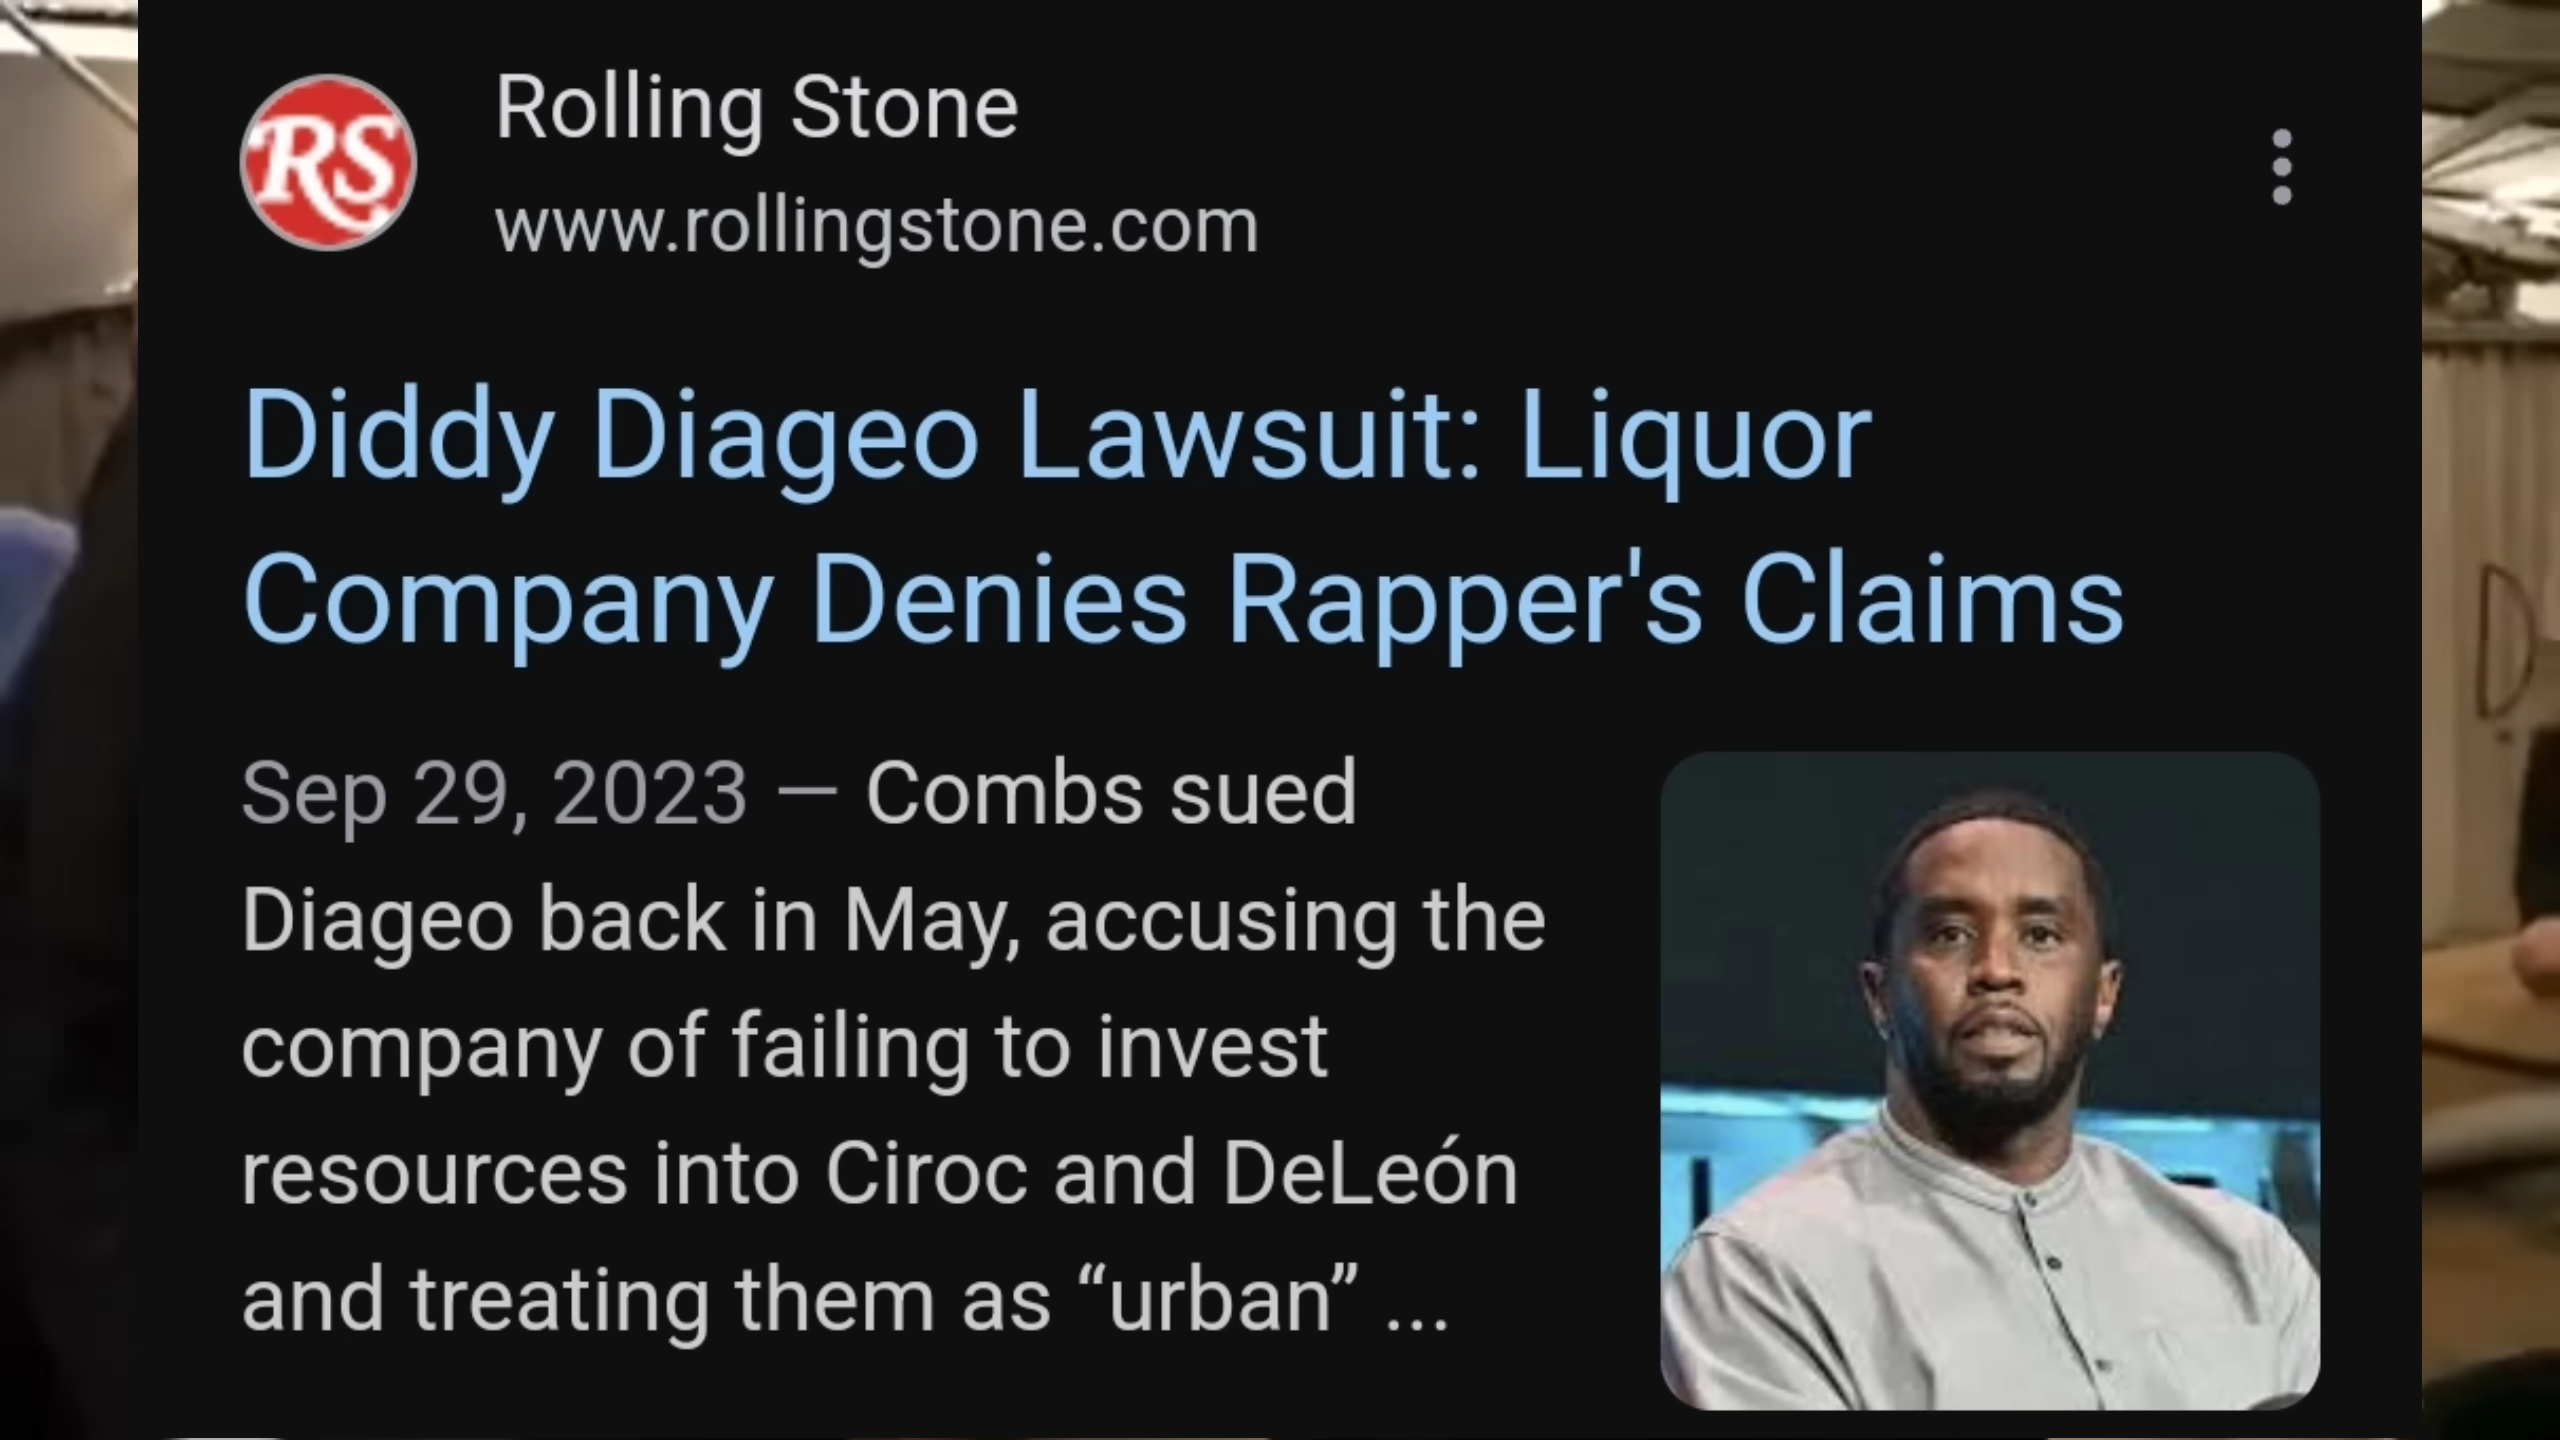 RS
Rolling Stone
www.rollingstone.com
Diddy Diageo Lawsuit: Liquor
Company Denies Rapper's Claims
Sep 29, 2023 — Combs sued
Diageo back in May, accusing the
company of failing to invest
resources into Ciroc and DeLeón
and treating them as “urban” ...